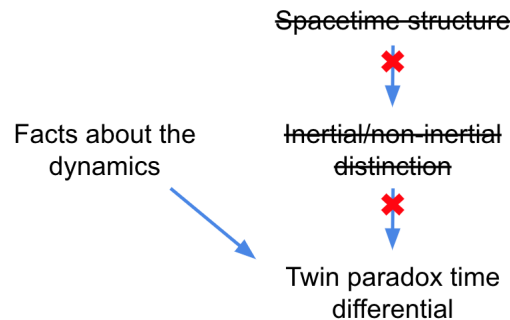 Spacetime structure
Facts about the
dynamics
Inertial/non-inertial
distinction
Twin paradox time
differential